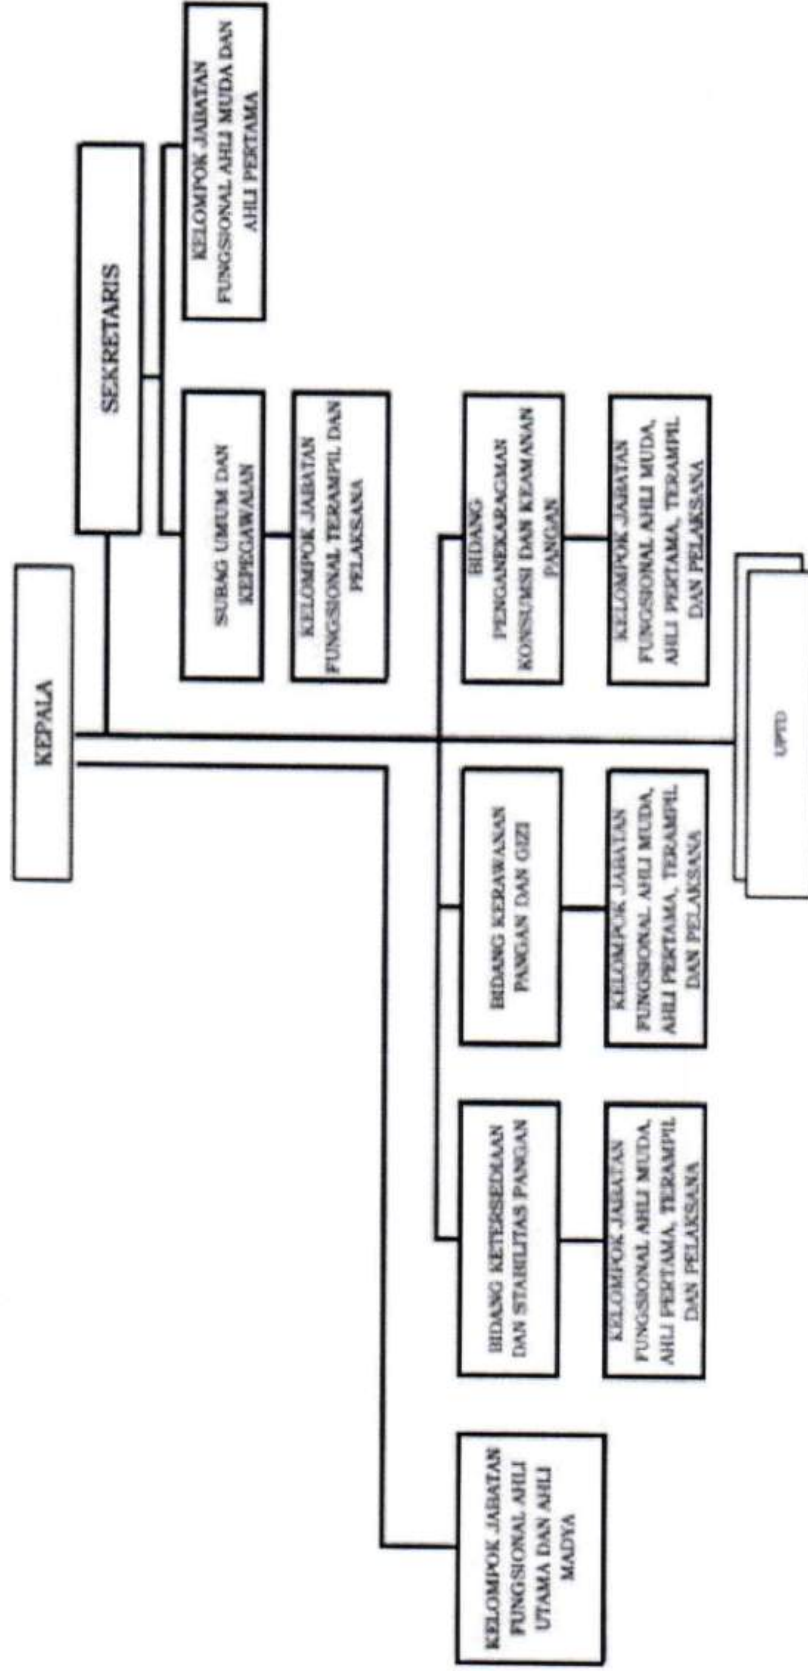 KEPALA
SEKRETARIS
SUBAG UMUM DAN
KEPEGAWAIAN
KELOMPOK JABATAN
FUNGSIONAL AHLI MUDA DAN
AHLI PERTAMA
KELOMPOK JABATAN
FUNGSIONAL TERAMPIL DAN
PELAKSANA
KELOMPOK JABATAN
FUNGSIONAL AHLI
UTAMA DAN AHLI
MADYA
BIDANG KETERSEDIAAN
DAN STABILITAS PANGAN
BIDANG KERAWANAN
PANGAN DAN GIZI
BIDANG
PENGANEKARAGMAN
KONSUMSI DAN KEAMANAN
PANGAN
KELOMPOK JABATAN
FUNGSIONAL AHLI MUDA,
AHLI PERTAMA, TERAMPIL
DAN PELAKSANA
KELOMPOK JABATAN
FUNGSIONAL AHLI MUDA,
AHLI PERTAMA, TERAMPIL
DAN PELAKSANA
KELOMPOK JABATAN
FUNGSIONAL AHLI MUDA,
AHLI PERTAMA, TERAMPIL
DAN PELAKSANA
UPTD